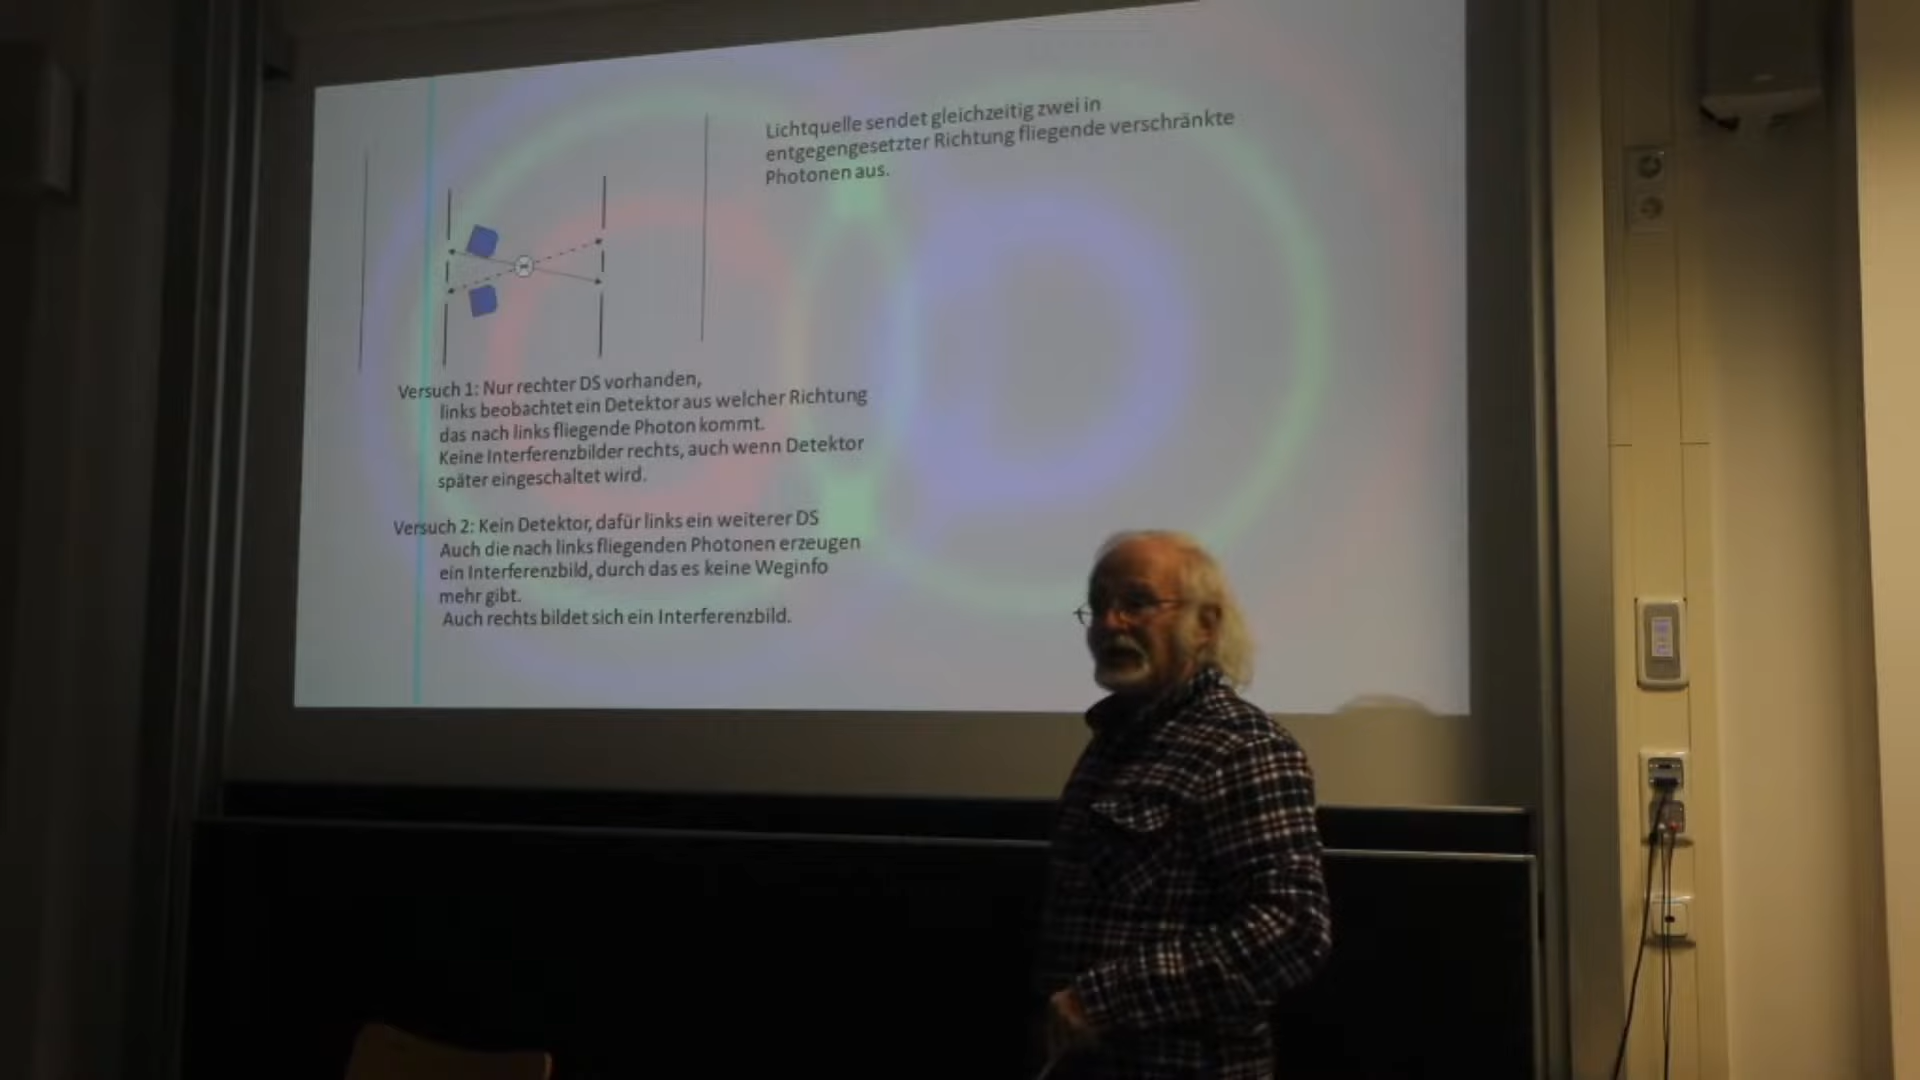 Lichtquelle sendet gleichzeitig zwei in
entgegengesetzter Richtung fliegende verschränkte
Photonen aus.
Versuch 1: Nur rechter DS vorhanden,
links beobachtet ein Detektor aus welcher Richtung
das nach links fliegende Photon kommt.
Keine Interferenzbilder rechts, auch wenn Detektor
später eingeschaltet wird.
Versuch 2: Kein Detektor, dafür links ein weiterer DS
Auch die nach links fliegenden Photonen erzeugen
ein Interferenzbild, durch das es keine Weginfo
mehr gibt.
Auch rechts bildet sich ein Interferenzbild.